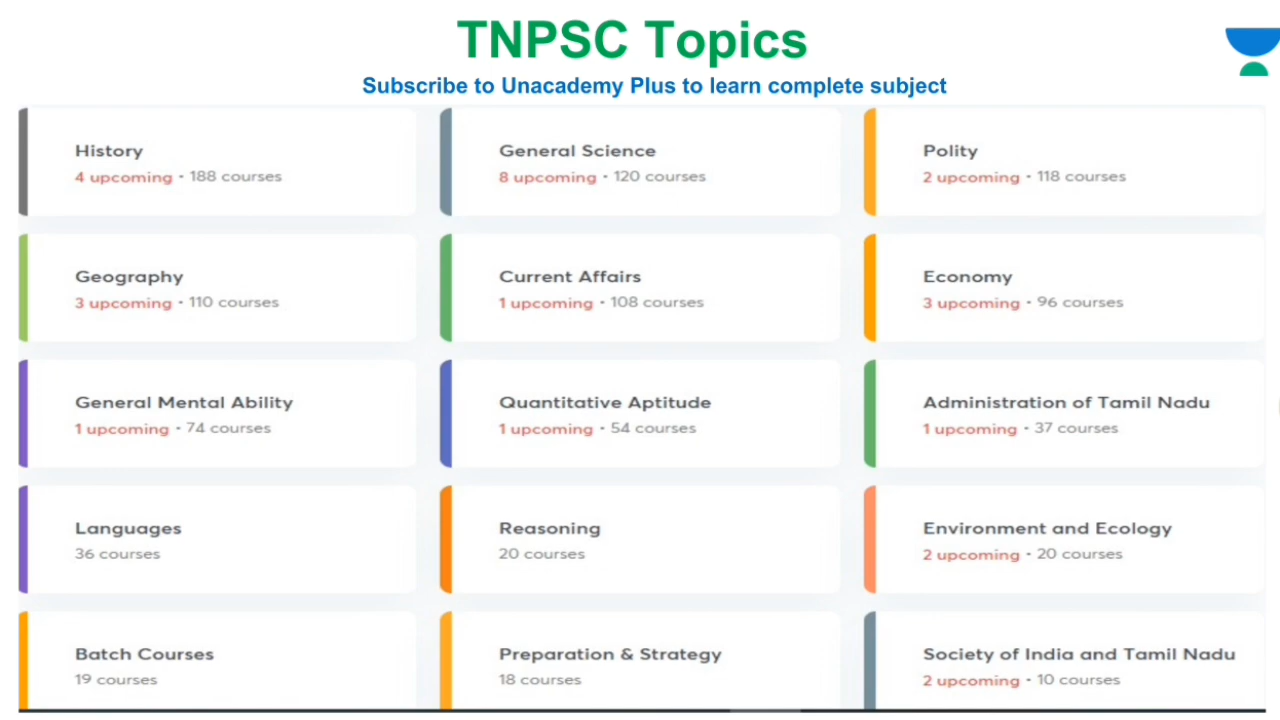 TNPSC Topics
Subscribe to Unacademy Plus to learn complete subject
History
4 upcoming • 188 courses
General Science
8 upcoming • 120 courses
Polity
2 upcoming • 118 courses
Geography
3 upcoming • 110 courses
Current Affairs
1 upcoming • 108 courses
Economy
3 upcoming • 96 courses
General Mental Ability
1 upcoming • 74 courses
Quantitative Aptitude
1 upcoming • 54 courses
Administration of Tamil Nadu
1 upcoming • 37 courses
Languages
36 courses
Reasoning
20 courses
Environment and Ecology
2 upcoming • 20 courses
Batch Courses
19 courses
Preparation & Strategy
18 courses
Society of India and Tamil Nadu
2 upcoming • 10 courses